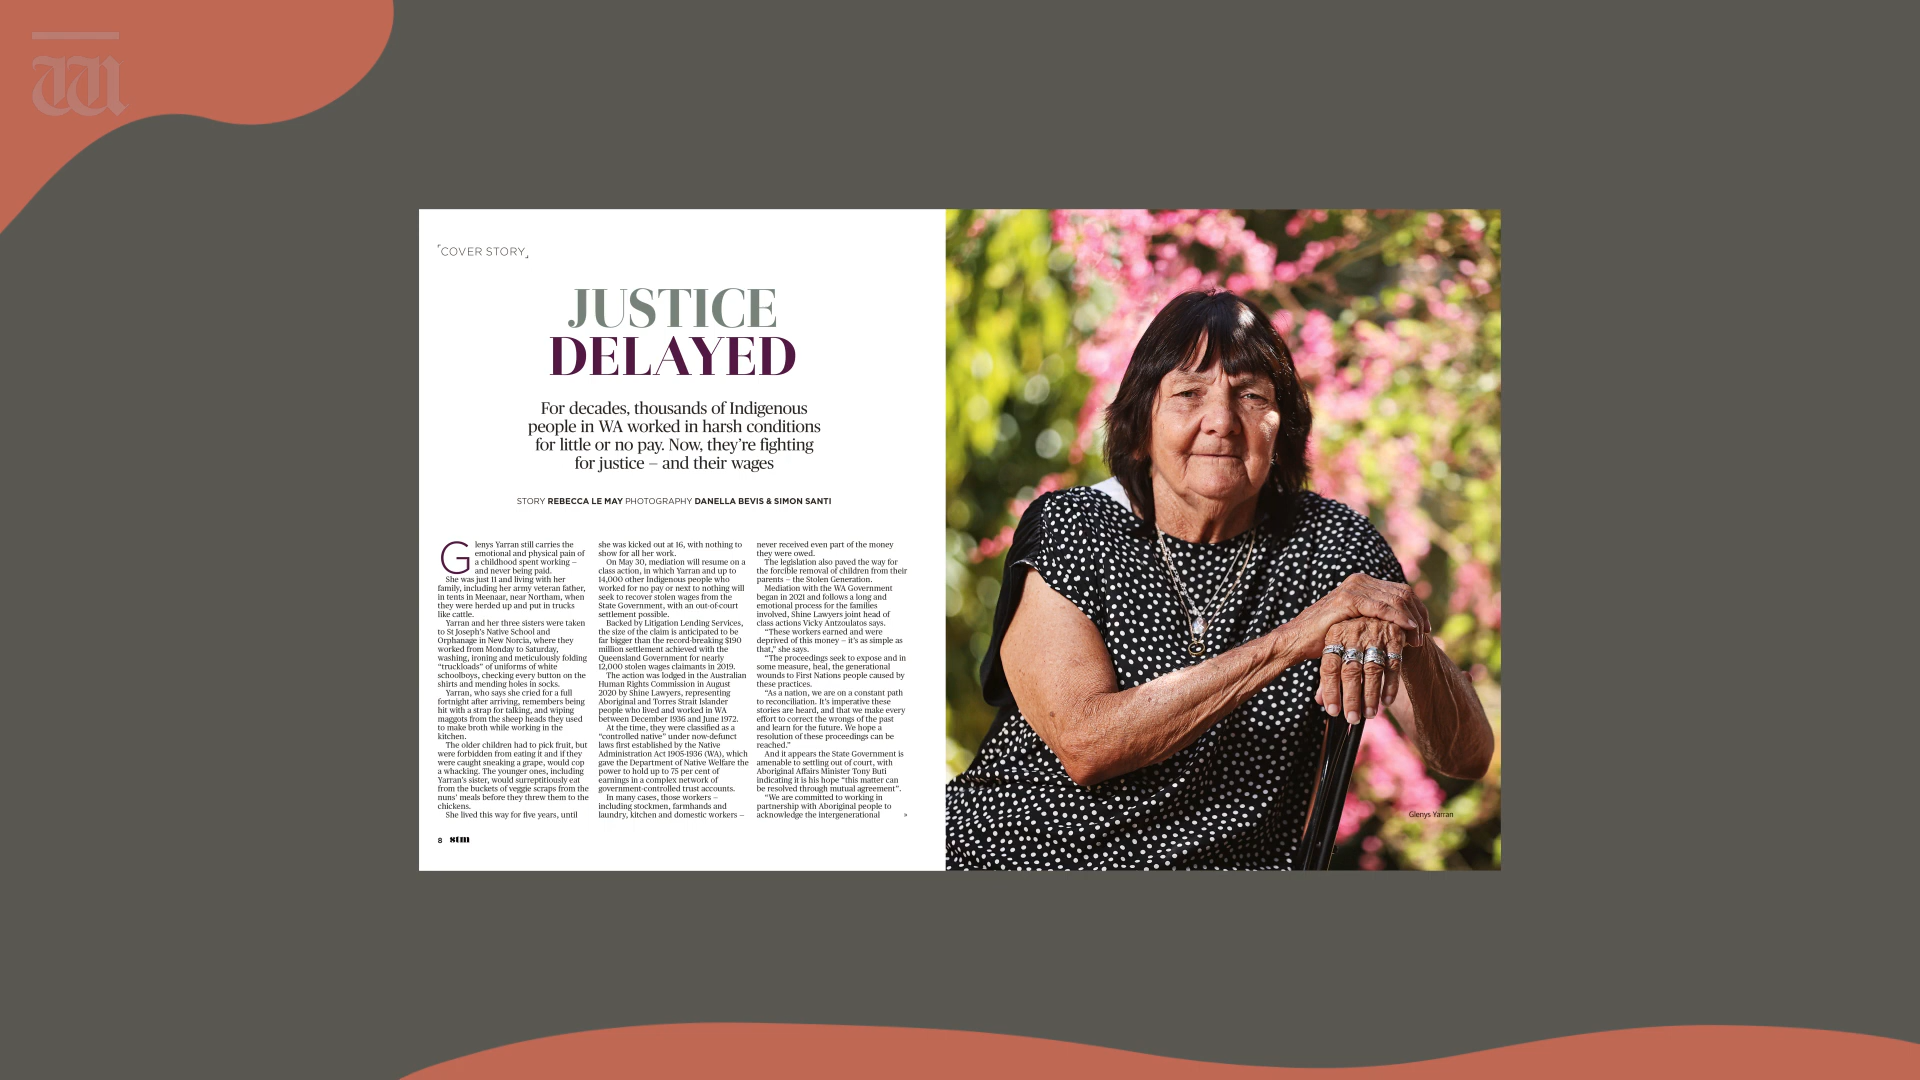 W
COVER STORY
JUSTICE
DELAYED
For decades, thousands of Indigenous
people in WA worked in harsh conditions
for little or no pay. Now, they're fighting
for justice – and their wages
STORY REBECCA LE MAY PHOTOGRAPHY DANELLA BEVIS & SIMON SANTI
Glenys Yarran still carries the
emotional and physical pain of
a childhood spent working –
and never being paid.
She was just 11 and living with her
family, including her army veteran father,
in tents in Meenaar, near Northam, when
they were herded up and put in trucks
like cattle.
Yarran and her three sisters were taken
to St Joseph's Native School and
Orphanage in New Norcia, where they
worked from Monday to Saturday,
washing, ironing and meticulously folding
“truckloads” of uniforms of white
schoolboys, checking every button on the
shirts and mending holes in socks.
Yarran, who says she cried for a full
fortnight after arriving, remembers being
hit with a strap for talking, and wiping
maggots from the sheep heads they used
to make broth while working in the
kitchen.
The older children had to pick fruit, but
were forbidden from eating it and if they
were caught sneaking a grape, would cop
a whacking. The younger ones, including
Yarran's sister, would surreptitiously eat
from the buckets of veggie scraps from the
nuns' meals before they threw them to the
chickens.
She lived this way for five years, until
she was kicked out at 16, with nothing to
show for all her work.
On May 30, mediation will resume on a
class action, in which Yarran and up to
14,000 other Indigenous people who
worked for no pay or next to nothing will
seek to recover stolen wages from the
State Government, with an out-of-court
settlement possible.
Backed by Litigation Lending Services,
the size of the claim is anticipated to be
far bigger than the record-breaking $190
million settlement achieved with the
Queensland Government for nearly
12,000 stolen wages claimants in 2019.
The action was lodged in the Australian
Human Rights Commission in August
2020 by Shine Lawyers, representing
Aboriginal and Torres Strait Islander
people who lived and worked in WA
between December 1936 and June 1972.
At the time, they were classified as a
“controlled native” under now-defunct
laws first established by the Native
Administration Act 1905-1936 (WA), which
gave the Department of Native Welfare the
power to hold up to 75 per cent of
earnings in a complex network of
government-controlled trust accounts.
In many cases, those workers –
including stockmen, farmhands and
laundry, kitchen and domestic workers –
never received even part of the money
they were owed.
The legislation also paved the way for
the forcible removal of children from their
parents – the Stolen Generation.
Mediation with the WA Government
began in 2021 and follows a long and
emotional process for the families
involved, Shine Lawyers joint head of
class actions Vicky Antzoulatos says.
“These workers earned and were
deprived of this money – it's as simple as
that,” she says.
“The proceedings seek to expose and in
some measure, heal, the generational
wounds to First Nations people caused by
these practices.
“As a nation, we are on a constant path
to reconciliation. It's imperative these
stories are heard, and that we make every
effort to correct the wrongs of the past
and learn for the future. We hope a
resolution of these proceedings can be
reached.”
And it appears the State Government is
amenable to settling out of court, with
Aboriginal Affairs Minister Tony Buti
indicating it is his hope “this matter can
be resolved through mutual agreement”.
“We are committed to working in
partnership with Aboriginal people to
acknowledge the intergenerational »
8 stm
Glenys Yarran